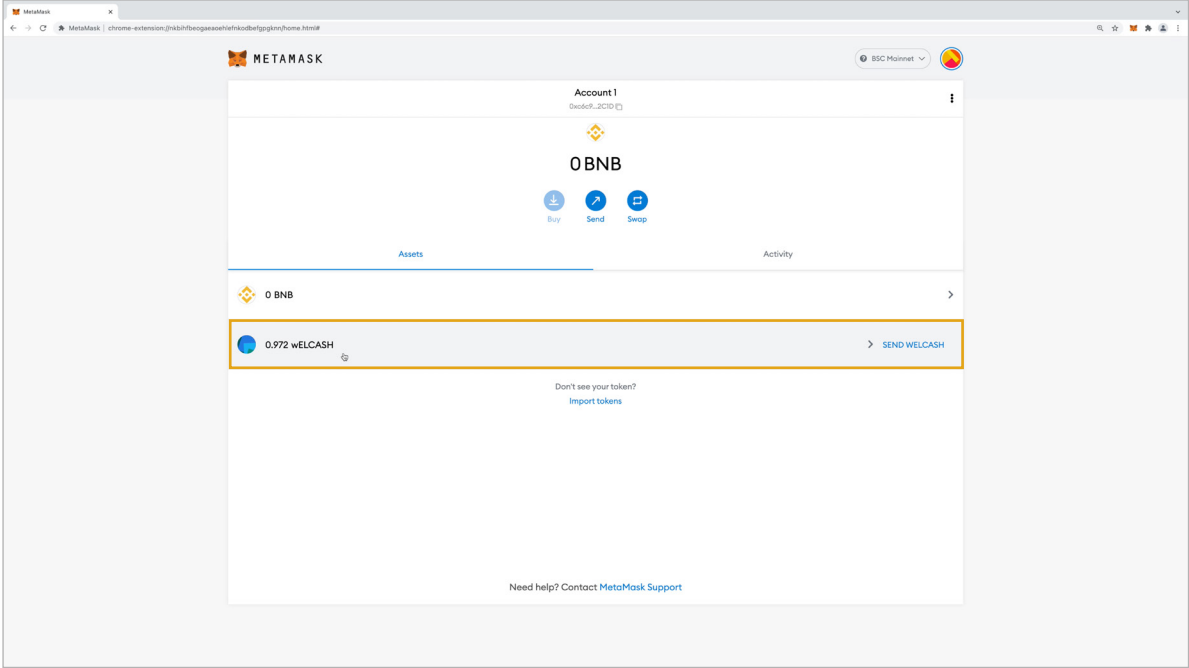 MetaMask
MetaMask | chrome-extension://nkbihfbeogaeaoehlefnkodbefgpgknn/home.html#
METAMASK
BSC Mainnet
Account 1
0xc6c9...2C1D
0 BNB
Buy Send Swap
Assets Activity
0 BNB
0.972 wELCASH
SEND WELCASH
Don't see your token?
Import tokens
Need help? Contact MetaMask Support